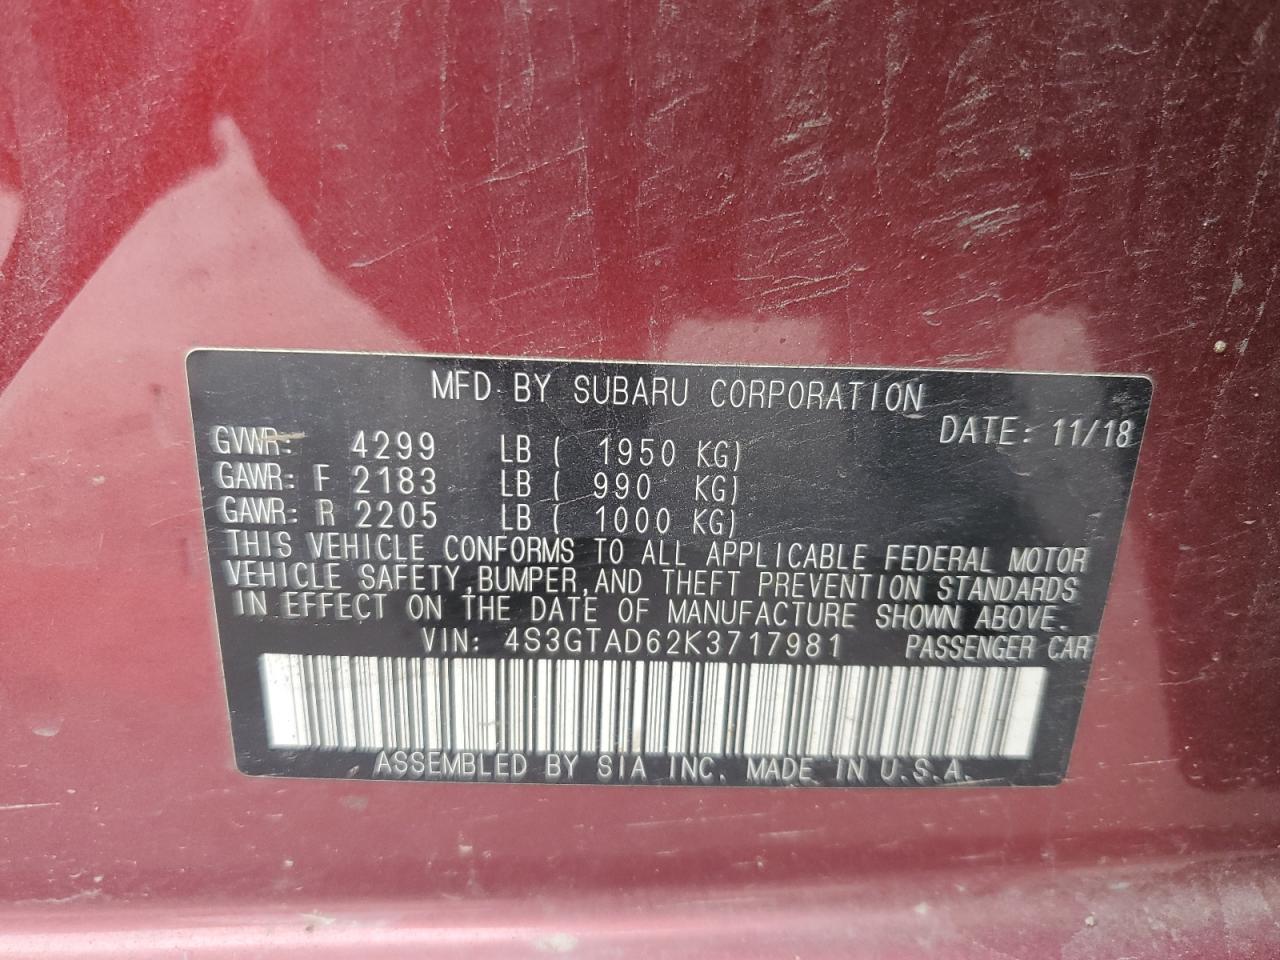 MFD. BY SUBARU CORPORATION
DATE: 11/18
GVWR: 4299 LB ( 1950 KG)
GAWR: F 2183 LB ( 990 KG)
GAWR: R 2205 LB ( 1000 KG)
THIS VEHICLE CONFORMS TO ALL APPLICABLE FEDERAL MOTOR
VEHICLE SAFETY,BUMPER,AND THEFT PREVENTION STANDARDS
IN EFFECT ON THE DATE OF MANUFACTURE SHOWN ABOVE.
VIN: 4S3GTAD62K3717981 PASSENGER CAR
ASSEMBLED BY SIA INC. MADE IN U.S.A.